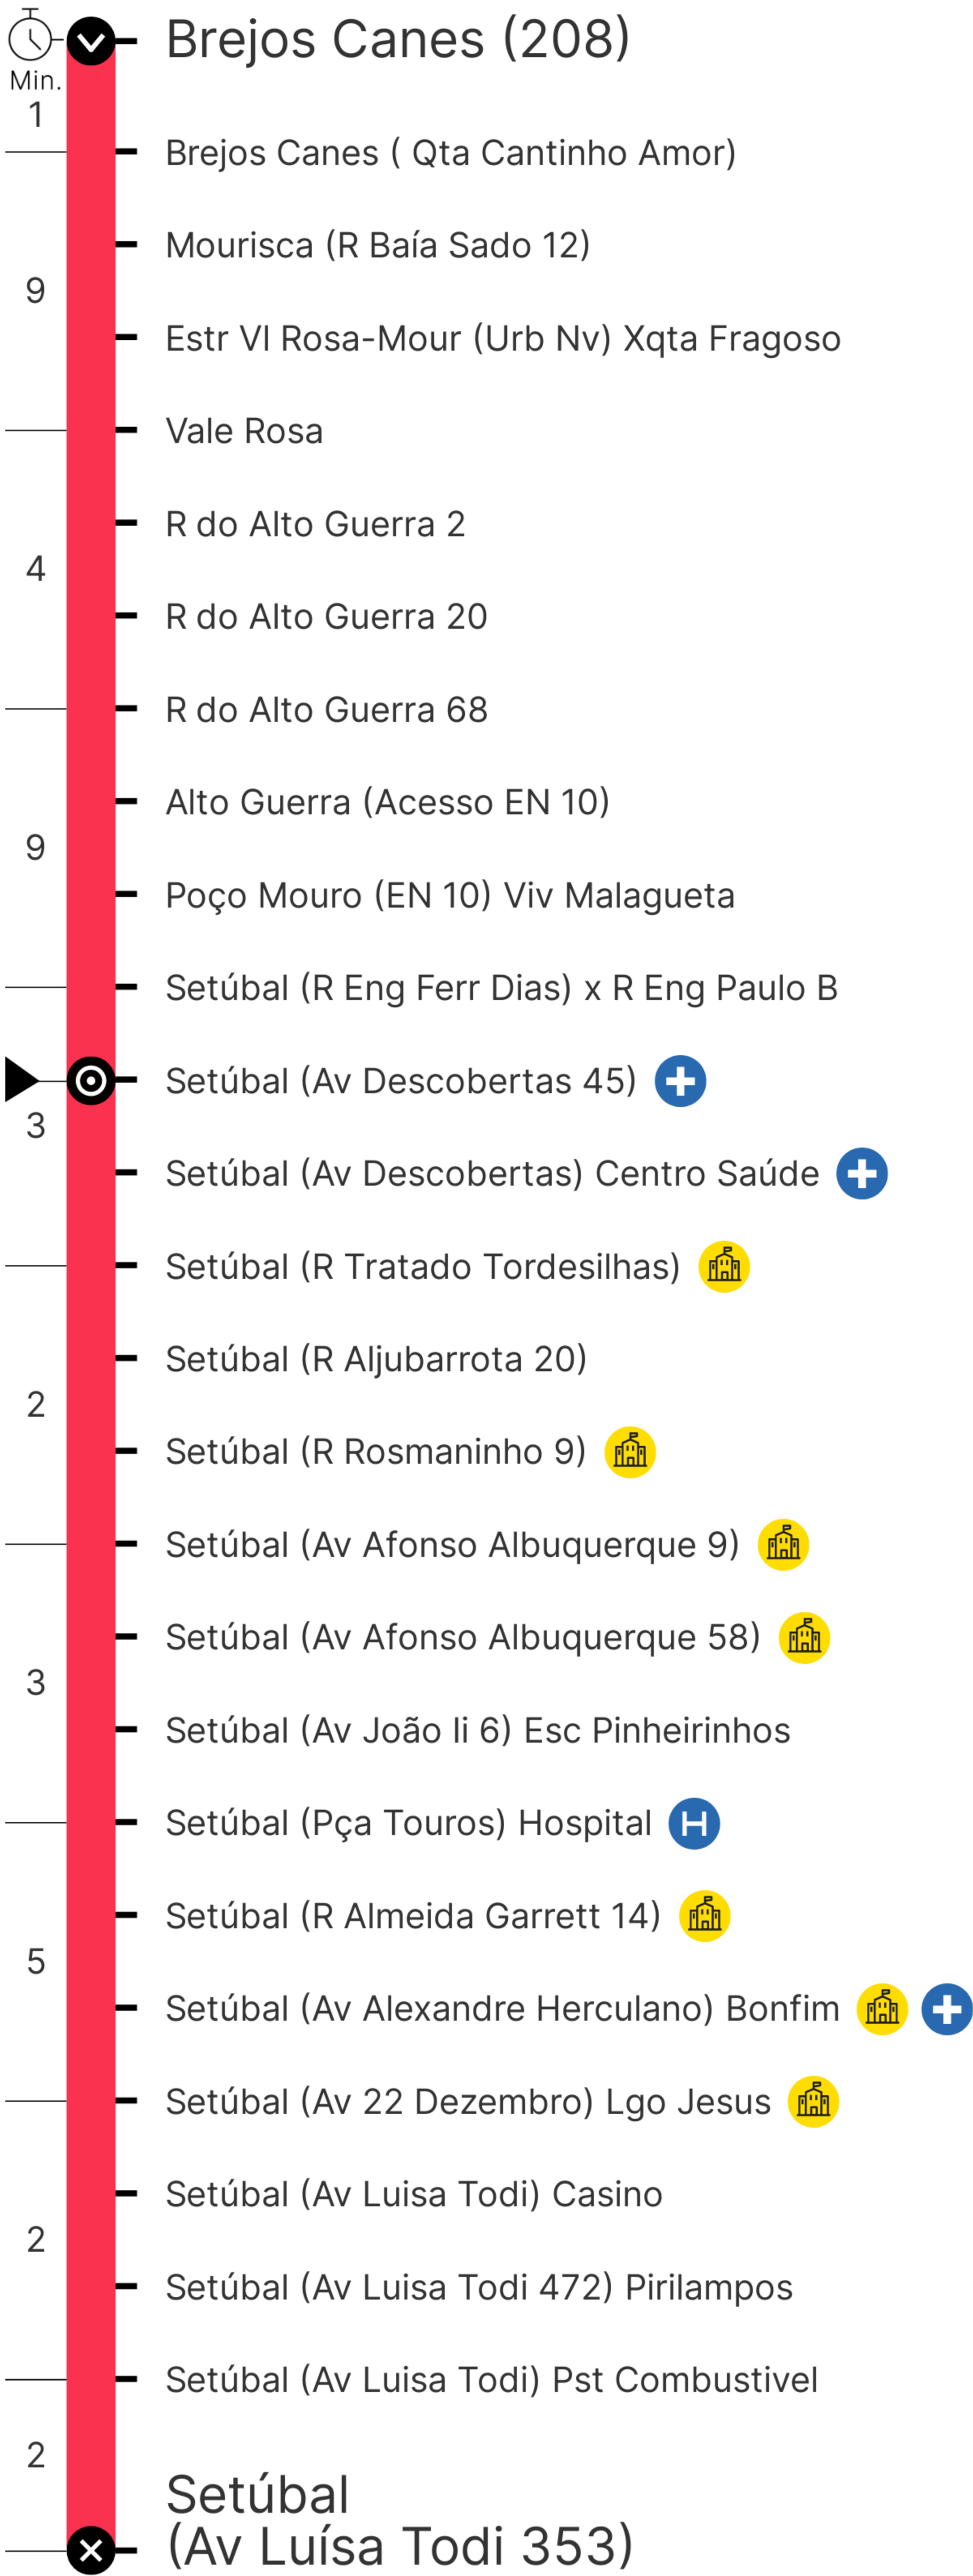 Brejos Canes (208)
Min.
1
Brejos Canes ( Qta Cantinho Amor)
Mourisca (R Baía Sado 12)
9
Estr Vl Rosa-Mour (Urb Nv) Xqta Fragoso
Vale Rosa
R do Alto Guerra 2
4
R do Alto Guerra 20
R do Alto Guerra 68
Alto Guerra (Acesso EN 10)
9
Poço Mouro (EN 10) Viv Malagueta
Setúbal (R Eng Ferr Dias) x R Eng Paulo B
Setúbal (Av Descobertas 45)
3
Setúbal (Av Descobertas) Centro Saúde
Setúbal (R Tratado Tordesilhas)
Setúbal (R Aljubarrota 20)
2
Setúbal (R Rosmaninho 9)
Setúbal (Av Afonso Albuquerque 9)
Setúbal (Av Afonso Albuquerque 58)
3
Setúbal (Av João Ii 6) Esc Pinheirinhos
Setúbal (Pça Touros) Hospital H
Setúbal (R Almeida Garrett 14)
5
Setúbal (Av Alexandre Herculano) Bonfim
Setúbal (Av 22 Dezembro) Lgo Jesus
Setúbal (Av Luisa Todi) Casino
2
Setúbal (Av Luisa Todi 472) Pirilampos
Setúbal (Av Luisa Todi) Pst Combustivel
2
Setúbal
(Av Luísa Todi 353)